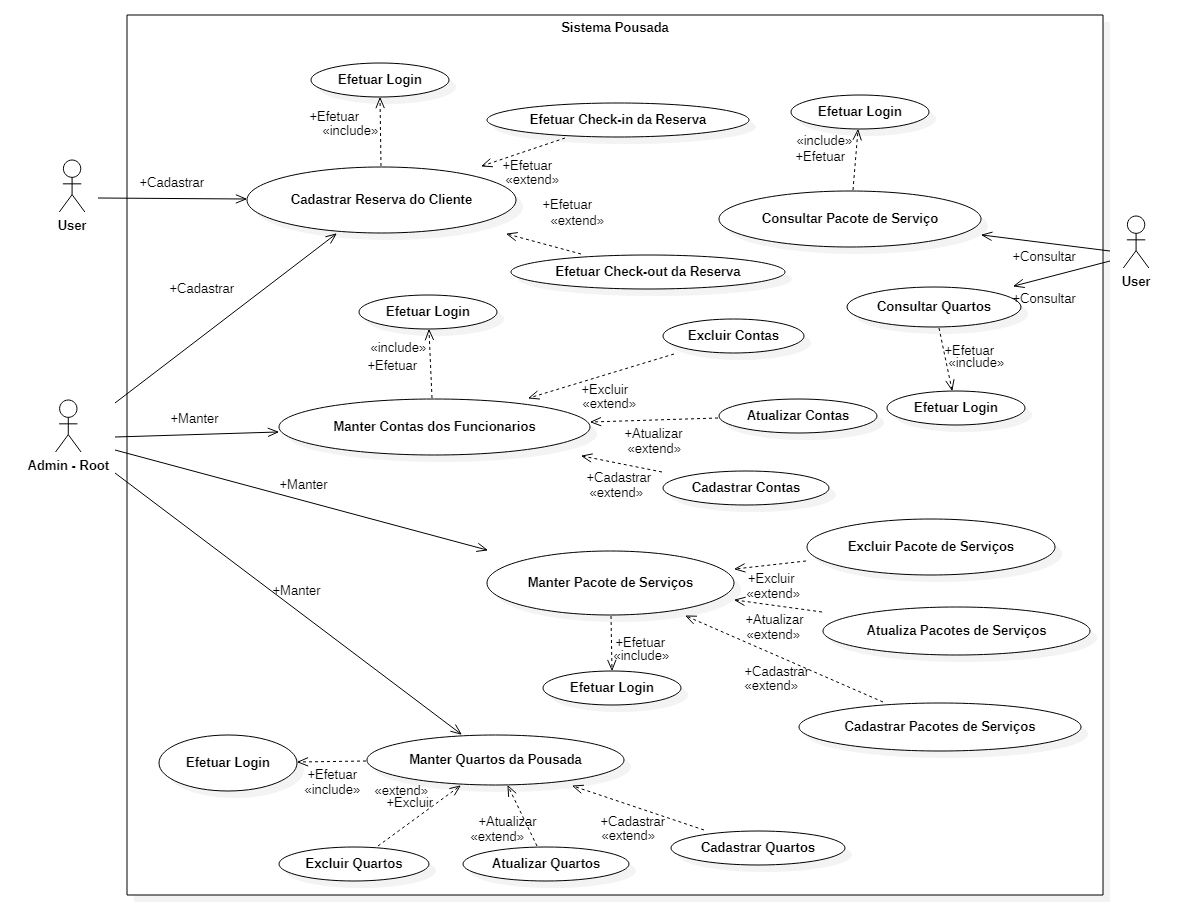 Sistema Pousada
Efetuar Login
+Efetuar
«include»
Efetuar Check-in da Reserva
+Efetuar
«extend»
Efetuar Login
«include»
+Efetuar
User
+Cadastrar
Cadastrar Reserva do Cliente
+Efetuar
«extend»
Consultar Pacote de Serviço
User
+Consultar
+Consultar
Efetuar Check-out da Reserva
+Cadastrar
Efetuar Login
«include»
+Efetuar
Consultar Quartos
+Efetuar
«include»
Efetuar Login
Excluir Contas
+Excluir
«extend»
Admin - Root
+Manter
Manter Contas dos Funcionarios
Atualizar Contas
+Atualizar
«extend»
+Cadastrar
«extend»
Cadastrar Contas
+Manter
Manter Pacote de Serviços
Excluir Pacote de Serviços
+Excluir
«extend»
+Atualizar
«extend»
Atualiza Pacotes de Serviços
+Efetuar
«include»
Efetuar Login
+Cadastrar
«extend»
Cadastrar Pacotes de Serviços
+Manter
Efetuar Login
+Efetuar
«include»
Manter Quartos da Pousada
«extend»
+Excluir
+Atualizar
«extend»
+Cadastrar
«extend»
Excluir Quartos
Atualizar Quartos
Cadastrar Quartos